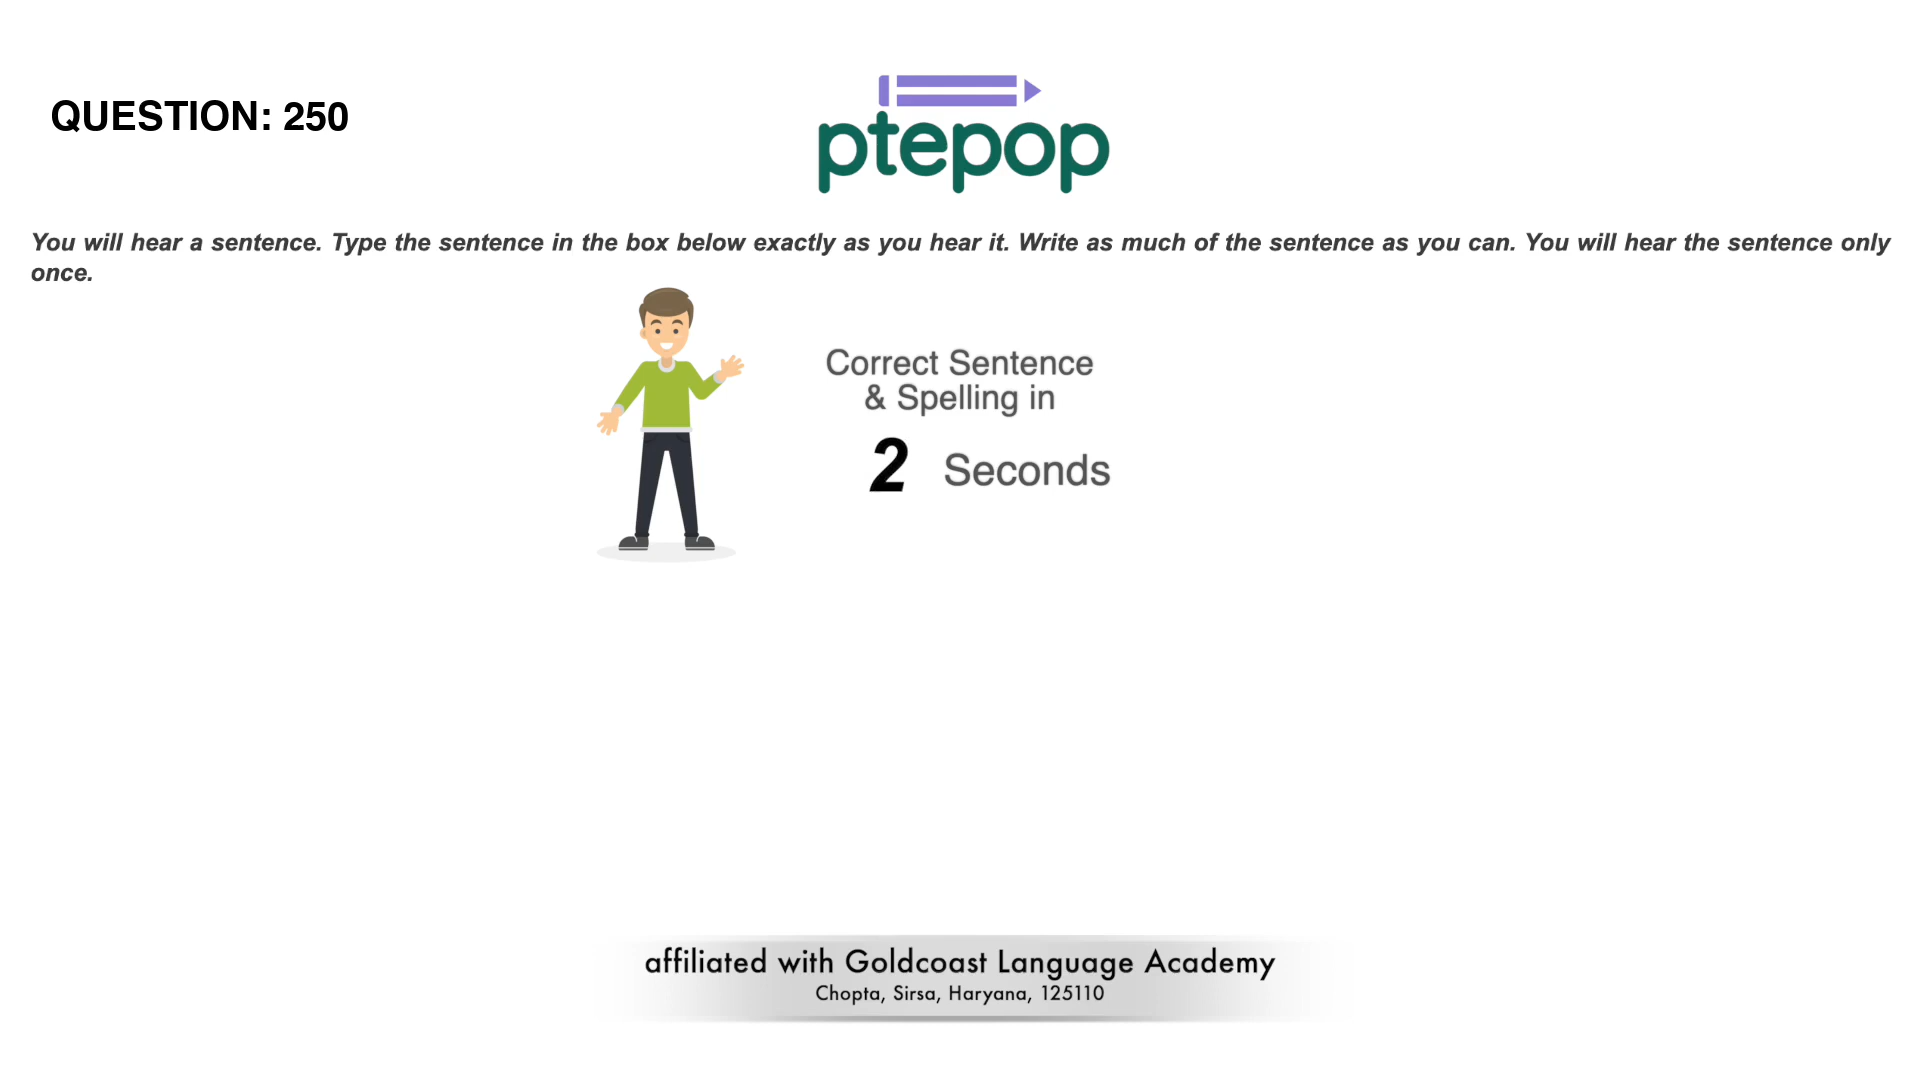 QUESTION: 250
ptepop
You will hear a sentence. Type the sentence in the box below exactly as you hear it. Write as much of the sentence as you can. You will hear the sentence only
once.
Correct Sentence
& Spelling in
2 Seconds
affiliated with Goldcoast Language Academy
Chopta, Sirsa, Haryana, 125110